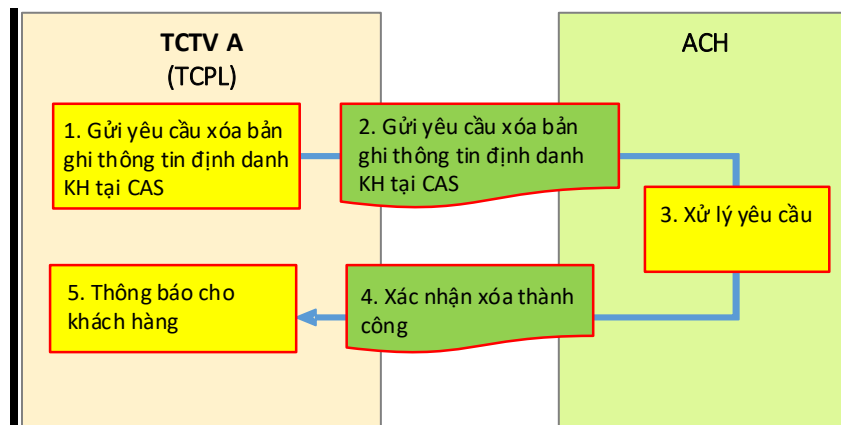 TCTV A
(TCPL)
ACH
1. Gửi yêu cầu xóa bản
ghi thông tin định danh
KH tại CAS
2. Gửi yêu cầu xóa bản
ghi thông tin định danh
KH tại CAS
3. Xử lý yêu cầu
4. Xác nhận xóa thành
công
5. Thông báo cho
khách hàng